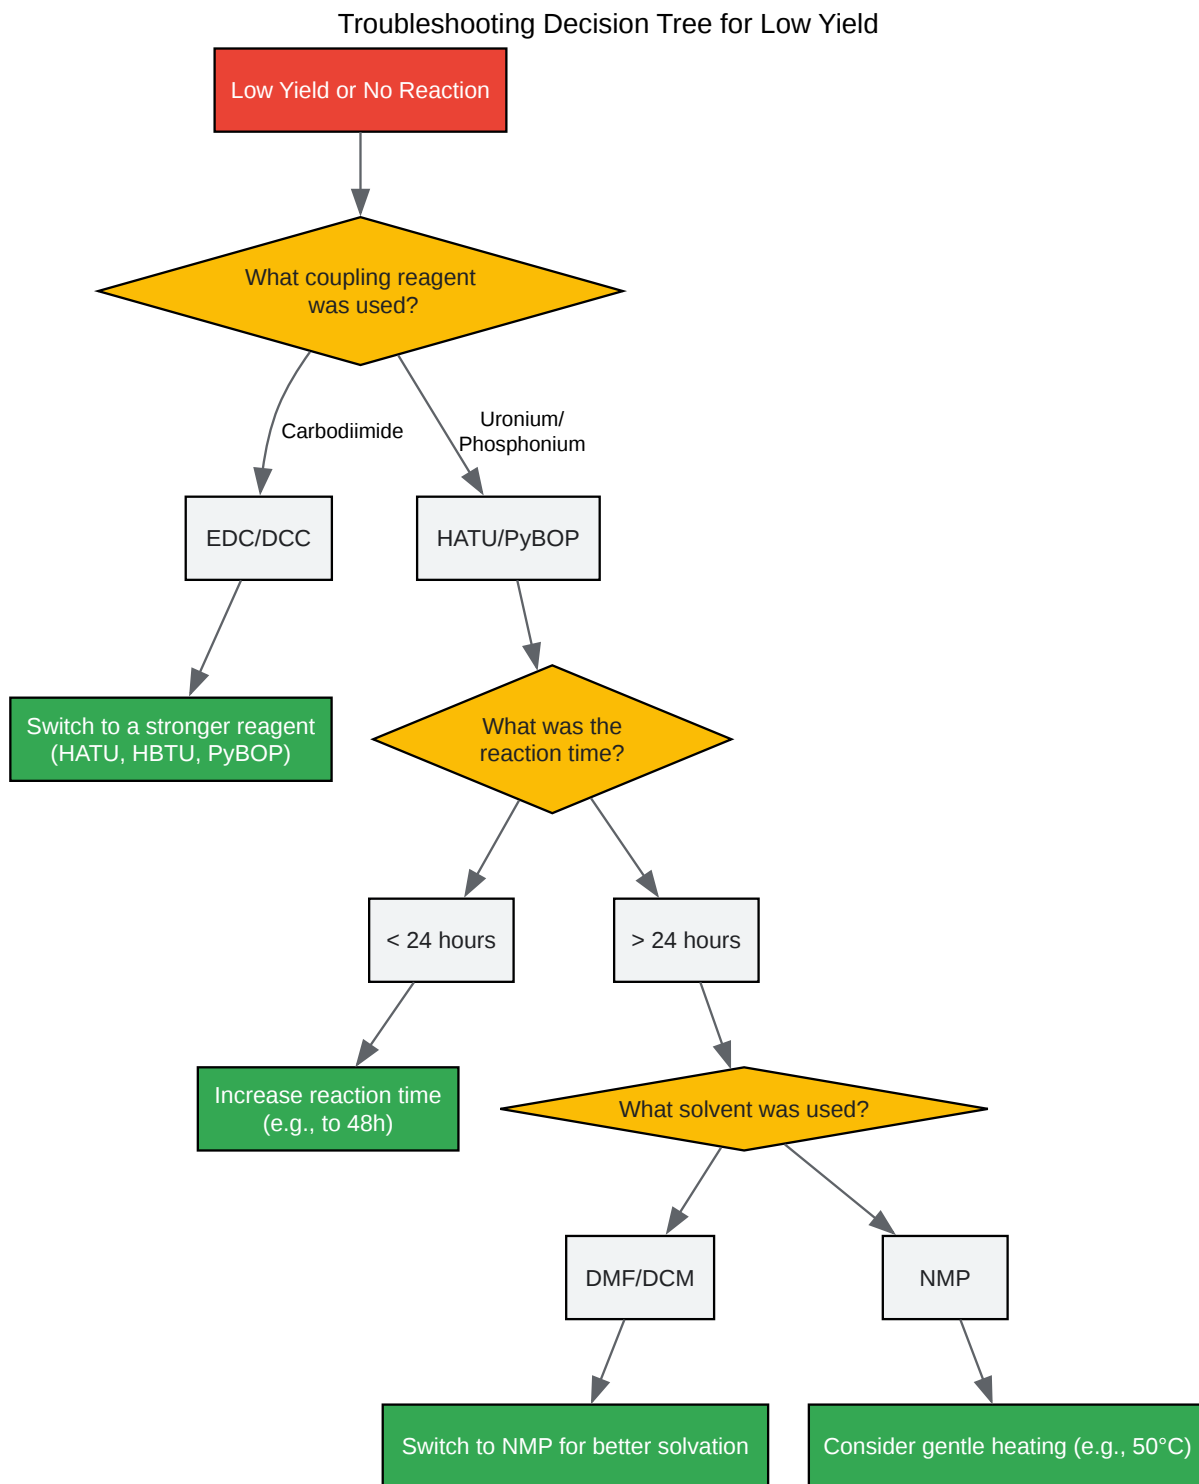 Troubleshooting Decision Tree for Low Yield
Low Yield or No Reaction
What coupling reagent
was used?
Carbodiimide
Uronium/
Phosphonium
EDC/DCC
HATU/PyBOP
Switch to a stronger reagent
(HATU, HBTU, PyBOP)
What was the
reaction time?
< 24 hours
> 24 hours
Increase reaction time
(e.g., to 48h)
What solvent was used?
DMF/DCM
NMP
Switch to NMP for better solvation
Consider gentle heating (e.g., 50°C)